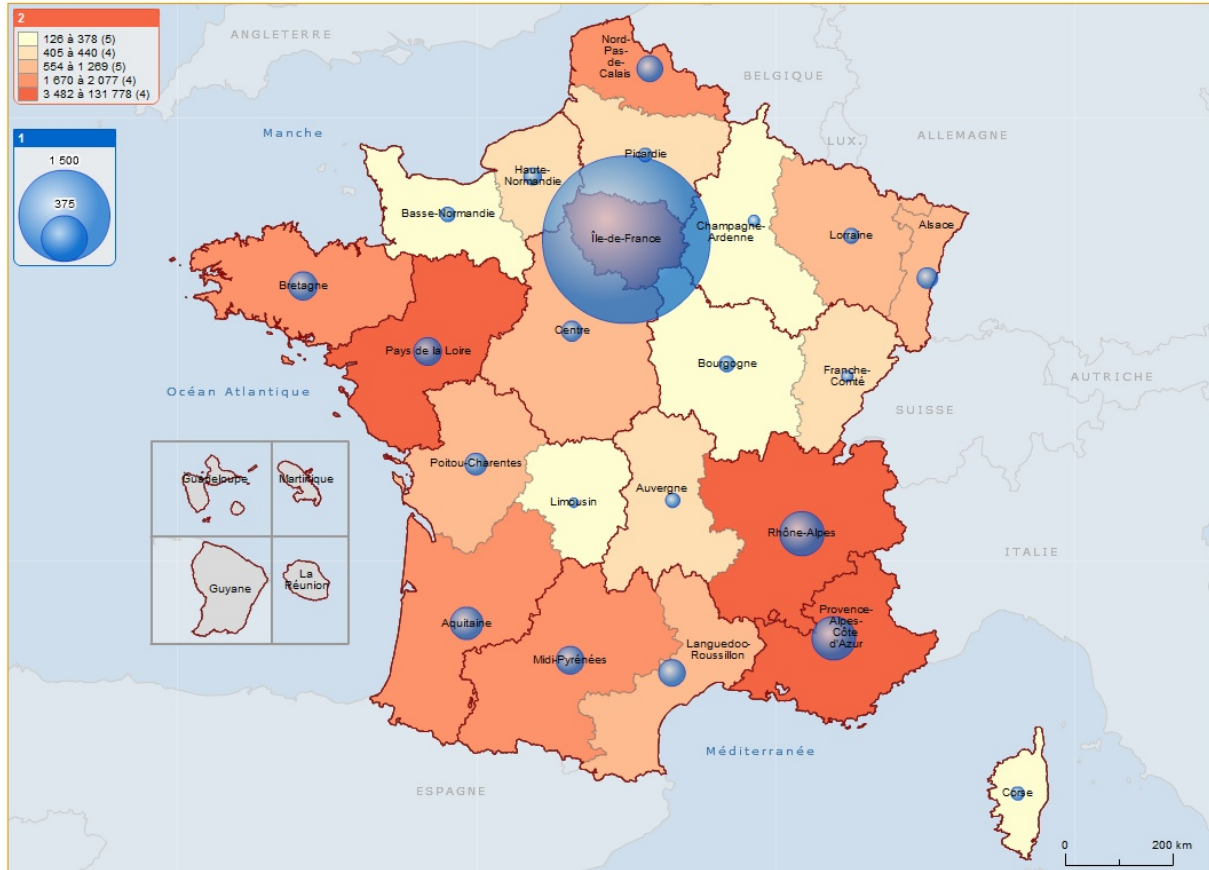 2
126 à 378 (5)
405 à 440 (4)
554 à 1 269 (5)
1 670 à 2 077 (4)
3 482 à 131 778 (4)
1
1 500
375
ANGLETERRE
BELGIQUE
LUX.
ALLEMAGNE
Manche
Nord-
Pas-
de-
Calais
Picardie
Haute-
Normandie
Basse-Normandie
Île-de-France
Champagne-
Ardenne
Lorraine
Alsace
Bretagne
Pays de la Loire
Centre
Bourgogne
Franche-
Comté
AUTRICHE
SUISSE
Océan Atlantique
Poitou-Charentes
Limousin
Auvergne
Rhône-Alpes
ITALIE
Guadeloupe
Martinique
Guyane
La
Réunion
Aquitaine
Midi-Pyrénées
Languedoc-
Roussillon
Provence-
Alpes-
Côte
d'Azur
Méditerranée
ESPAGNE
Corse
0 200 km